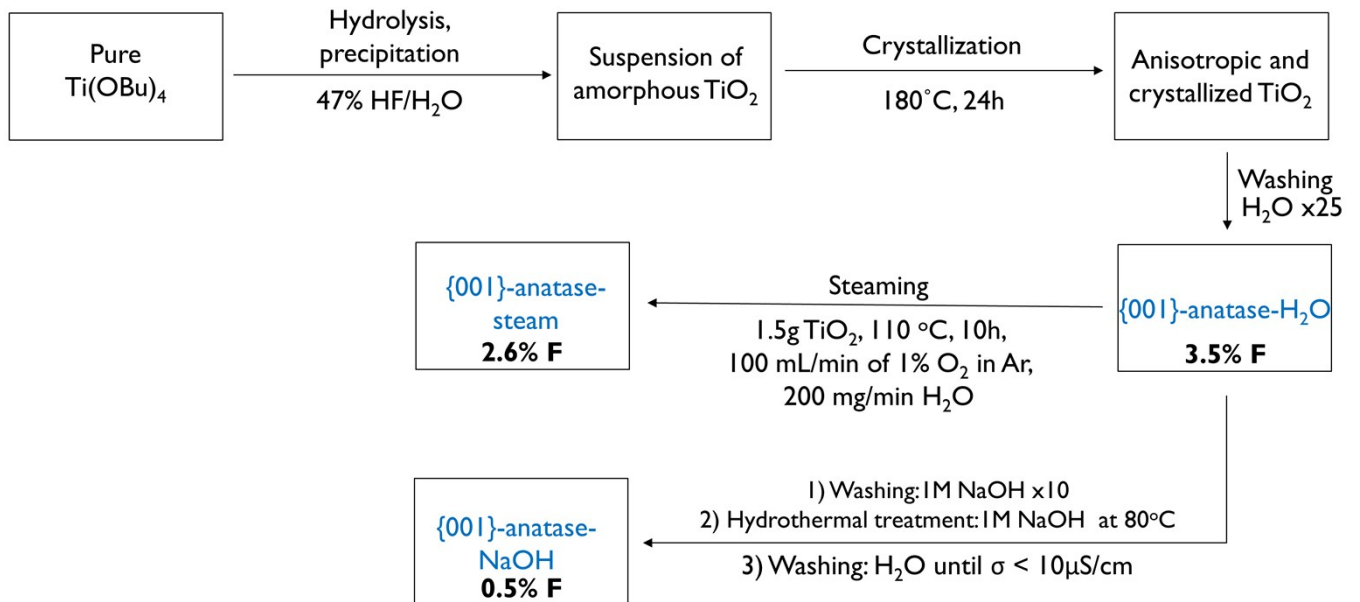 Pure
Ti(OBu)₄
Hydrolysis,
precipitation
47% HF/H₂O
Suspension of
amorphous TiO₂
Crystallization
180˚C, 24h
Anisotropic and
crystallized TiO₂
Washing
H₂O x25
{001}-anatase-
steam
2.6% F
Steaming
1.5g TiO₂, 110 ºC, 10h,
100 mL/min of 1% O₂ in Ar,
200 mg/min H₂O
{001}-anatase-H₂O
3.5% F
{001}-anatase-
NaOH
0.5% F
1) Washing: 1M NaOH x10
2) Hydrothermal treatment: 1M NaOH at 80ºC
3) Washing: H₂O until σ < 10μS/cm